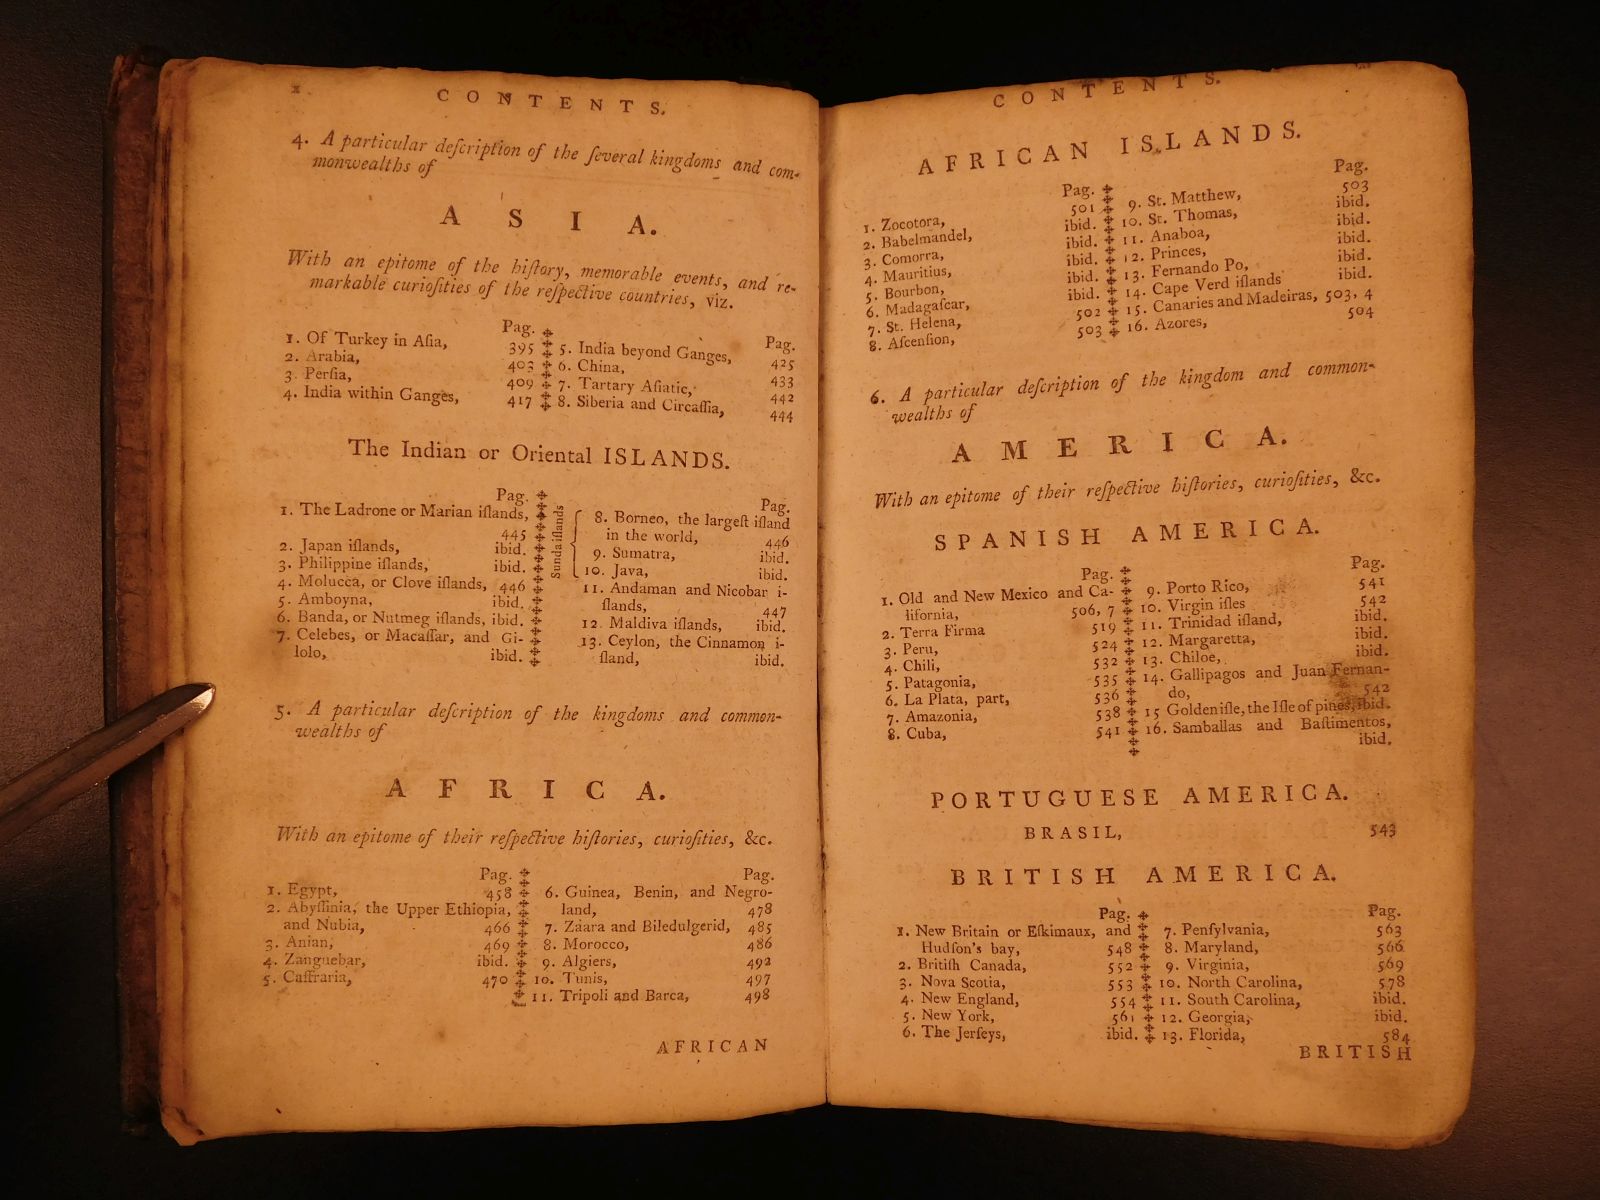 CONTENTS.
4. A particular deſcription of the ſeveral kingdoms and com-
monwealths of
ASIA.
With an epitome of the hiſtory, memorable events, and re-
markable curioſities of the reſpective countries, viz.
Pag.
1. Of Turkey in Aſia, 395
2. Arabia, 403
3. Perſia, 409
4. India within Ganges, 417
Pag.
5. India beyond Ganges, 425
6. China, 433
7. Tartary Aſiatic, 442
8. Siberia and Circaſſia, 444
The Indian or Oriental ISLANDS.
Pag.
1. The Ladrone or Marian iſlands,
445
2. Japan iſlands, ibid.
3. Philippine iſlands, ibid.
4. Molucca, or Clove iſlands, 446
5. Amboyna, ibid.
6. Banda, or Nutmeg iſlands, ibid.
7. Celebes, or Macaſſar, and Gi-
lolo, ibid.
Sunda iſlands
Pag.
8. Borneo, the largeſt iſland
in the world, 446
9. Sumatra, ibid.
10. Java, ibid.
11. Andaman and Nicobar i-
ſlands, 447
12. Maldiva iſlands, ibid.
13. Ceylon, the Cinnamon i-
ſland, ibid.
5. A particular deſcription of the kingdoms and common-
wealths of
AFRICA.
With an epitome of their reſpective hiſtories, curioſities, &c.
Pag.
1. Egypt, 458
2. Abyſſinia, the Upper Ethiopia,
and Nubia, 466
3. Anian, 469
4. Zanguebar, ibid.
5. Caffraria, 470
Pag.
6. Guinea, Benin, and Negro-
land, 478
7. Zaara and Biledulgerid, 485
8. Morocco, 486
9. Algiers, 492
10. Tunis, 497
11. Tripoli and Barca, 498
AFRICAN
CONTENTS.
AFRICAN ISLANDS.
Pag.
1. Zocotora, 501
2. Babelmandel, ibid.
3. Comorra, ibid.
4. Mauritius, ibid.
5. Bourbon, ibid.
6. Madagaſcar, ibid.
7. St. Helena, 502
8. Aſcenſion, 503
Pag.
9. St. Matthew, 503
10. St. Thomas, ibid.
11. Anaboa, ibid.
12. Princes, ibid.
13. Fernando Po, ibid.
14. Cape Verd iſlands ibid.
15. Canaries and Madeiras, 503, 4
16. Azores, 504
6. A particular deſcription of the kingdom and common-
wealths of
AMERICA.
With an epitome of their reſpective hiſtories, curioſities, &c.
SPANISH AMERICA.
Pag.
1. Old and New Mexico and Ca-
lifornia, 506, 7
2. Terra Firma 519
3. Peru, 524
4. Chili, 532
5. Patagonia, 535
6. La Plata, part, 536
7. Amazonia, 538
8. Cuba, 541
Pag.
9. Porto Rico, 541
10. Virgin iſles 542
11. Trinidad iſland, ibid.
12. Margaretta, ibid.
13. Chiloe, ibid.
14. Gallipagos and Juan Fernan-
do, 542
15 Golden iſle, the Iſle of pines, ibid.
16. Samballas and Baſtimentos,
ibid.
PORTUGUESE AMERICA.
BRASIL, 543
BRITISH AMERICA.
Pag.
1. New Britain or Eſkimaux, and
Hudſon's bay, 548
2. Britiſh Canada, 552
3. Nova Scotia, 553
4. New England, 554
5. New York, 561
6. The Jerſeys, ibid.
Pag.
7. Penſylvania, 563
8. Maryland, 566
9. Virginia, 569
10. North Carolina, 578
11. South Carolina, ibid.
12. Georgia, ibid.
13. Florida, 584
BRITISH